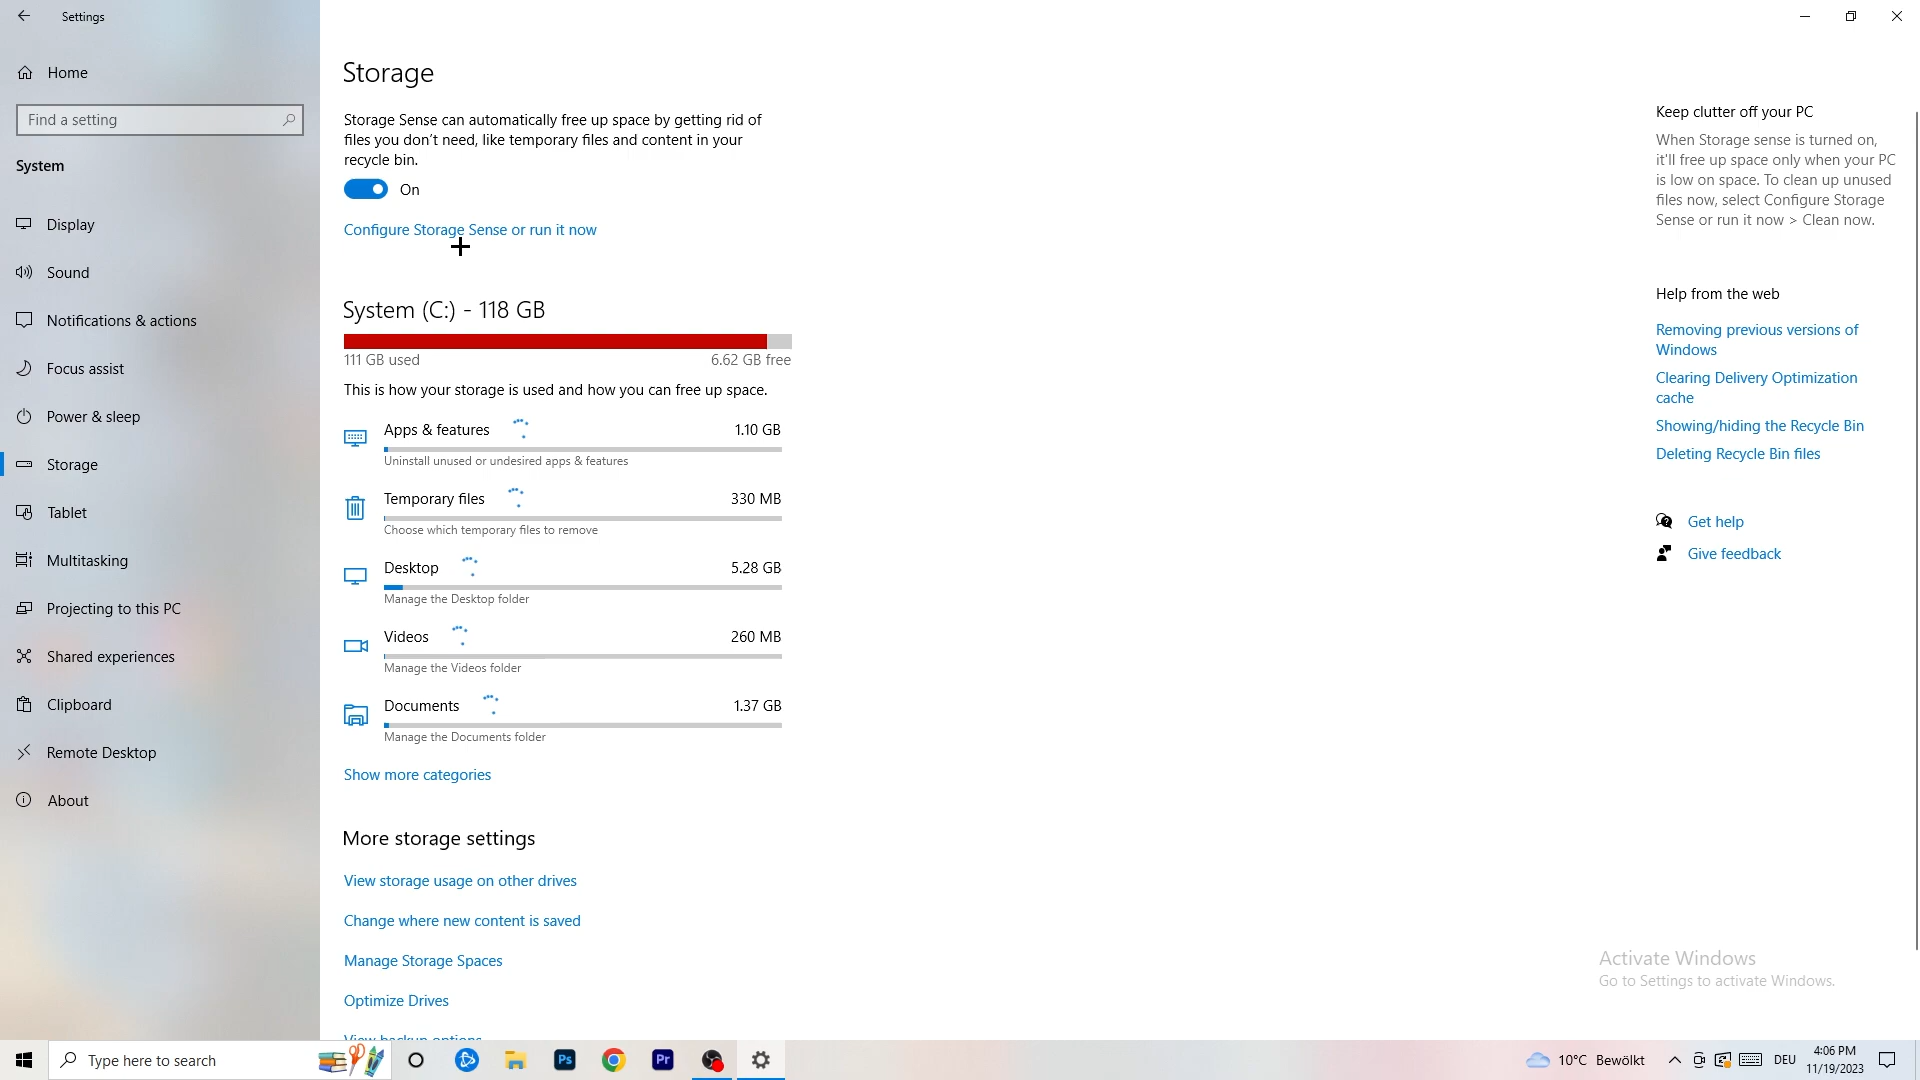 Settings
Home
Find a setting
System
Display
Sound
Notifications & actions
Focus assist
Power & sleep
Storage
Tablet
Multitasking
Projecting to this PC
Shared experiences
Clipboard
Remote Desktop
About
Storage
Storage Sense can automatically free up space by getting rid of
files you don't need, like temporary files and content in your
recycle bin.
On
Configure Storage Sense or run it now
System (C:) - 118 GB
111 GB used 6.62 GB free
This is how your storage is used and how you can free up space.
Apps & features 1.10 GB
Uninstall unused or undesired apps & features
Temporary files 330 MB
Choose which temporary files to remove
Desktop 5.28 GB
Manage the Desktop folder
Videos 260 MB
Manage the Videos folder
Documents 1.37 GB
Manage the Documents folder
Show more categories
More storage settings
View storage usage on other drives
Change where new content is saved
Manage Storage Spaces
Optimize Drives
View backup options
Keep clutter off your PC
When Storage sense is turned on,
it'll free up space only when your PC
is low on space. To clean up unused
files now, select Configure Storage
Sense or run it now > Clean now.
Help from the web
Removing previous versions of
Windows
Clearing Delivery Optimization
cache
Showing/hiding the Recycle Bin
Deleting Recycle Bin files
Get help
Give feedback
Activate Windows
Go to Settings to activate Windows.
Type here to search
Ps
Pr
10°C Bewölkt
DEU
4:06 PM
11/19/2023